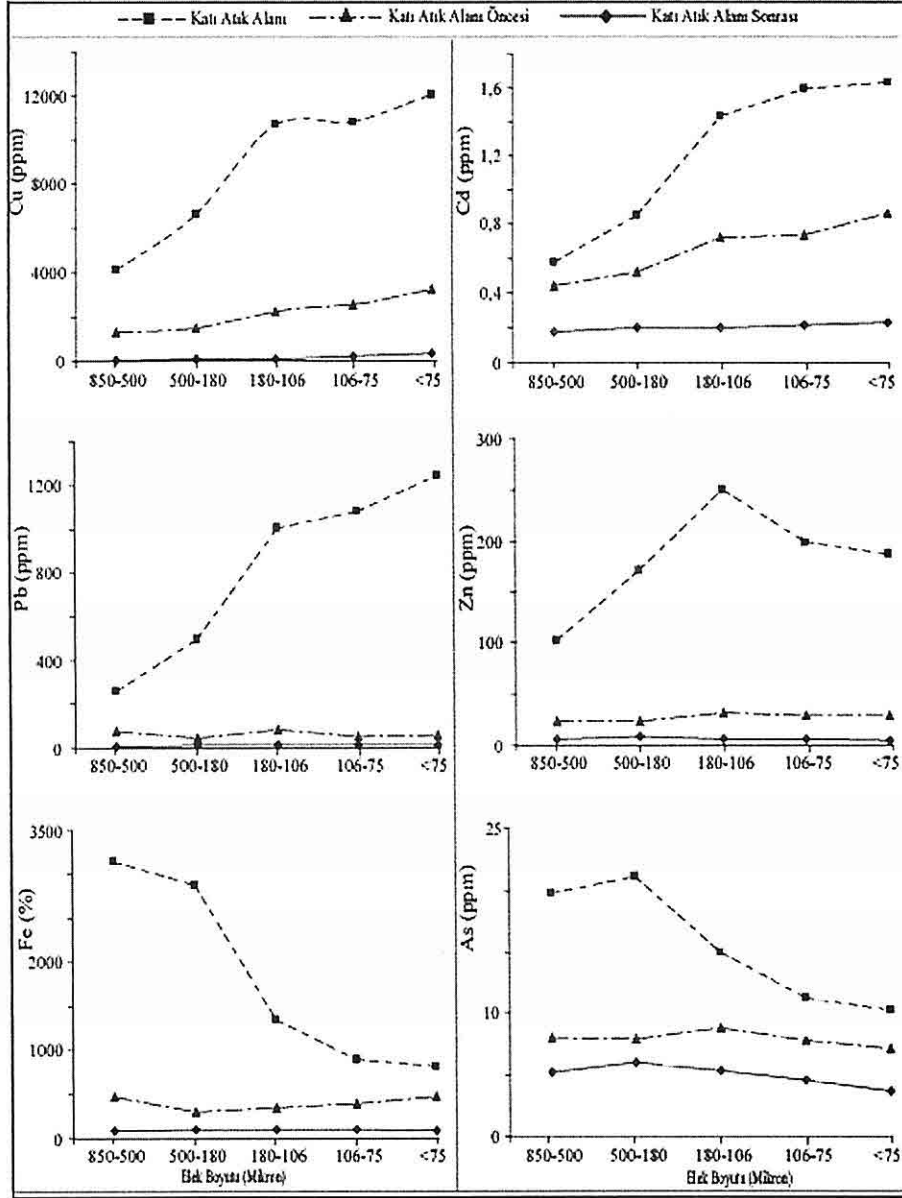 Katı Atık Alanı Katı Atık Alanı Öncesi Katı Atık Alanı Sonrası
Cu (ppm)
12000
8000
4000
0
850-500 500-180 180-106 106-75 <75
Cd (ppm)
1,6
1,2
0,8
0,4
0
850-500 500-180 180-106 106-75 <75
Pb (ppm)
1200
800
400
0
850-500 500-180 180-106 106-75 <75
Zn (ppm)
300
200
100
0
850-500 500-180 180-106 106-75 <75
Fe (%)
3500
2000
1000
0
850-500 500-180 180-106 106-75 <75
Elek Boyutu (Mikron)
As (ppm)
25
10
0
850-500 500-180 180-106 106-75 <75
Elek Boyutu (Mikron)